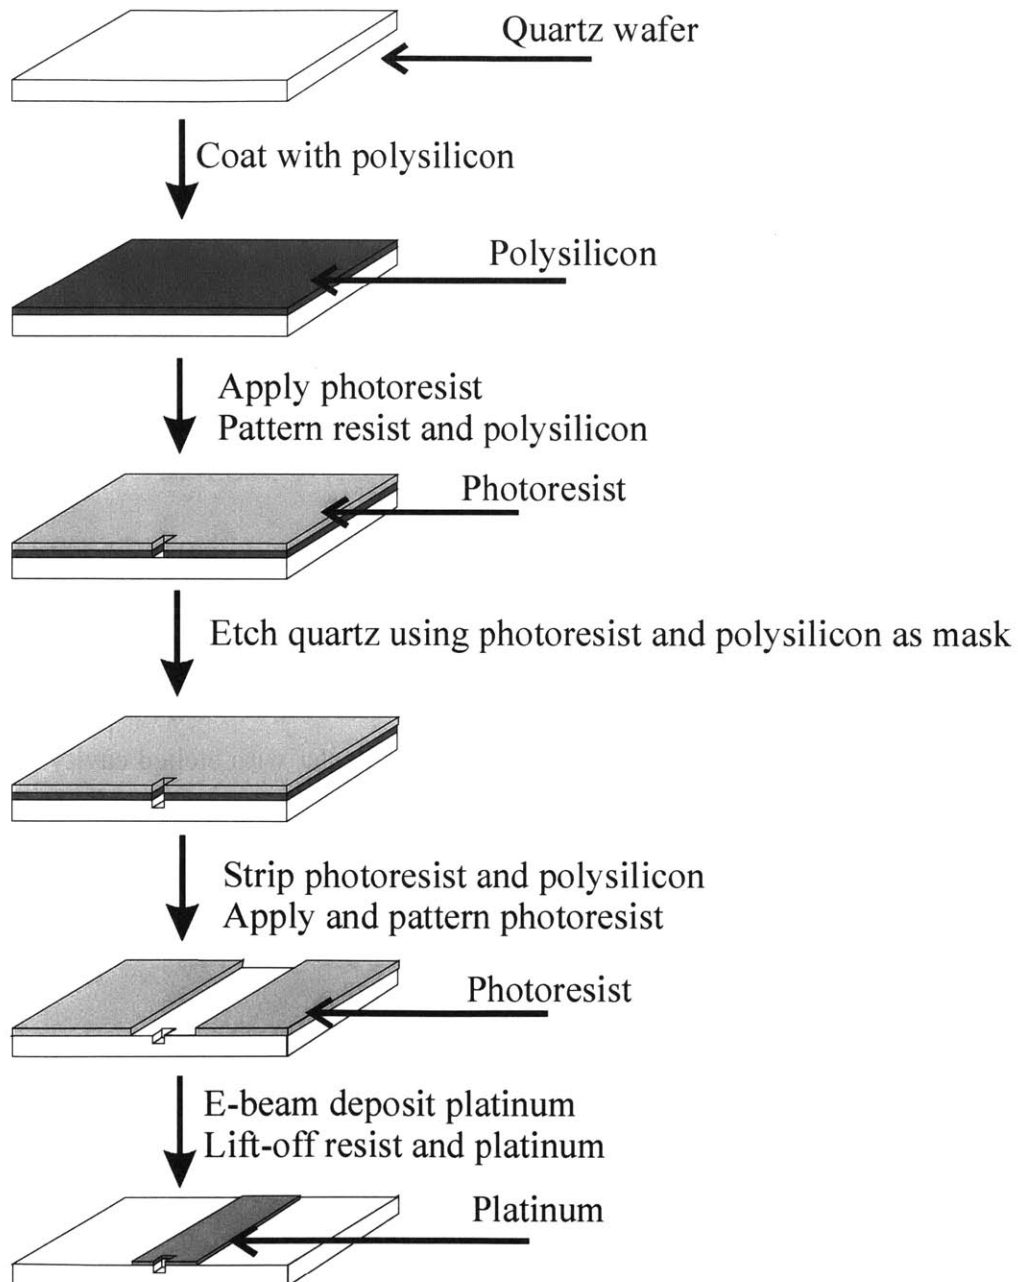 Quartz wafer
Coat with polysilicon
Polysilicon
Apply photoresist
Pattern resist and polysilicon
Photoresist
Etch quartz using photoresist and polysilicon as mask
Strip photoresist and polysilicon
Apply and pattern photoresist
Photoresist
E-beam deposit platinum
Lift-off resist and platinum
Platinum